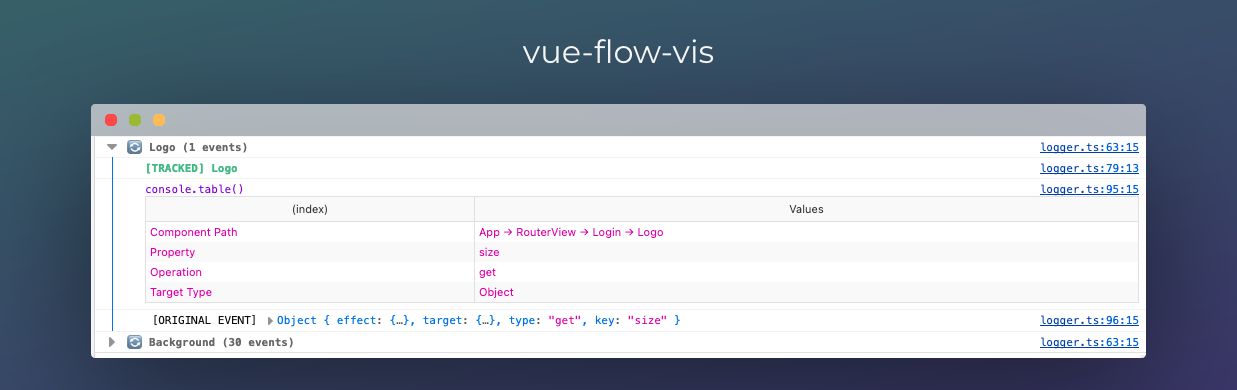 vue-flow-vis
Logo (1 events) logger.ts:63:15
[TRACKED] Logo logger.ts:79:13
console.table() logger.ts:95:15
(index) Values
Component Path App → RouterView → Login → Logo
Property size
Operation get
Target Type Object
[ORIGINAL EVENT] Object { effect: {…}, target: {…}, type: "get", key: "size" } logger.ts:96:15
Background (30 events) logger.ts:63:15